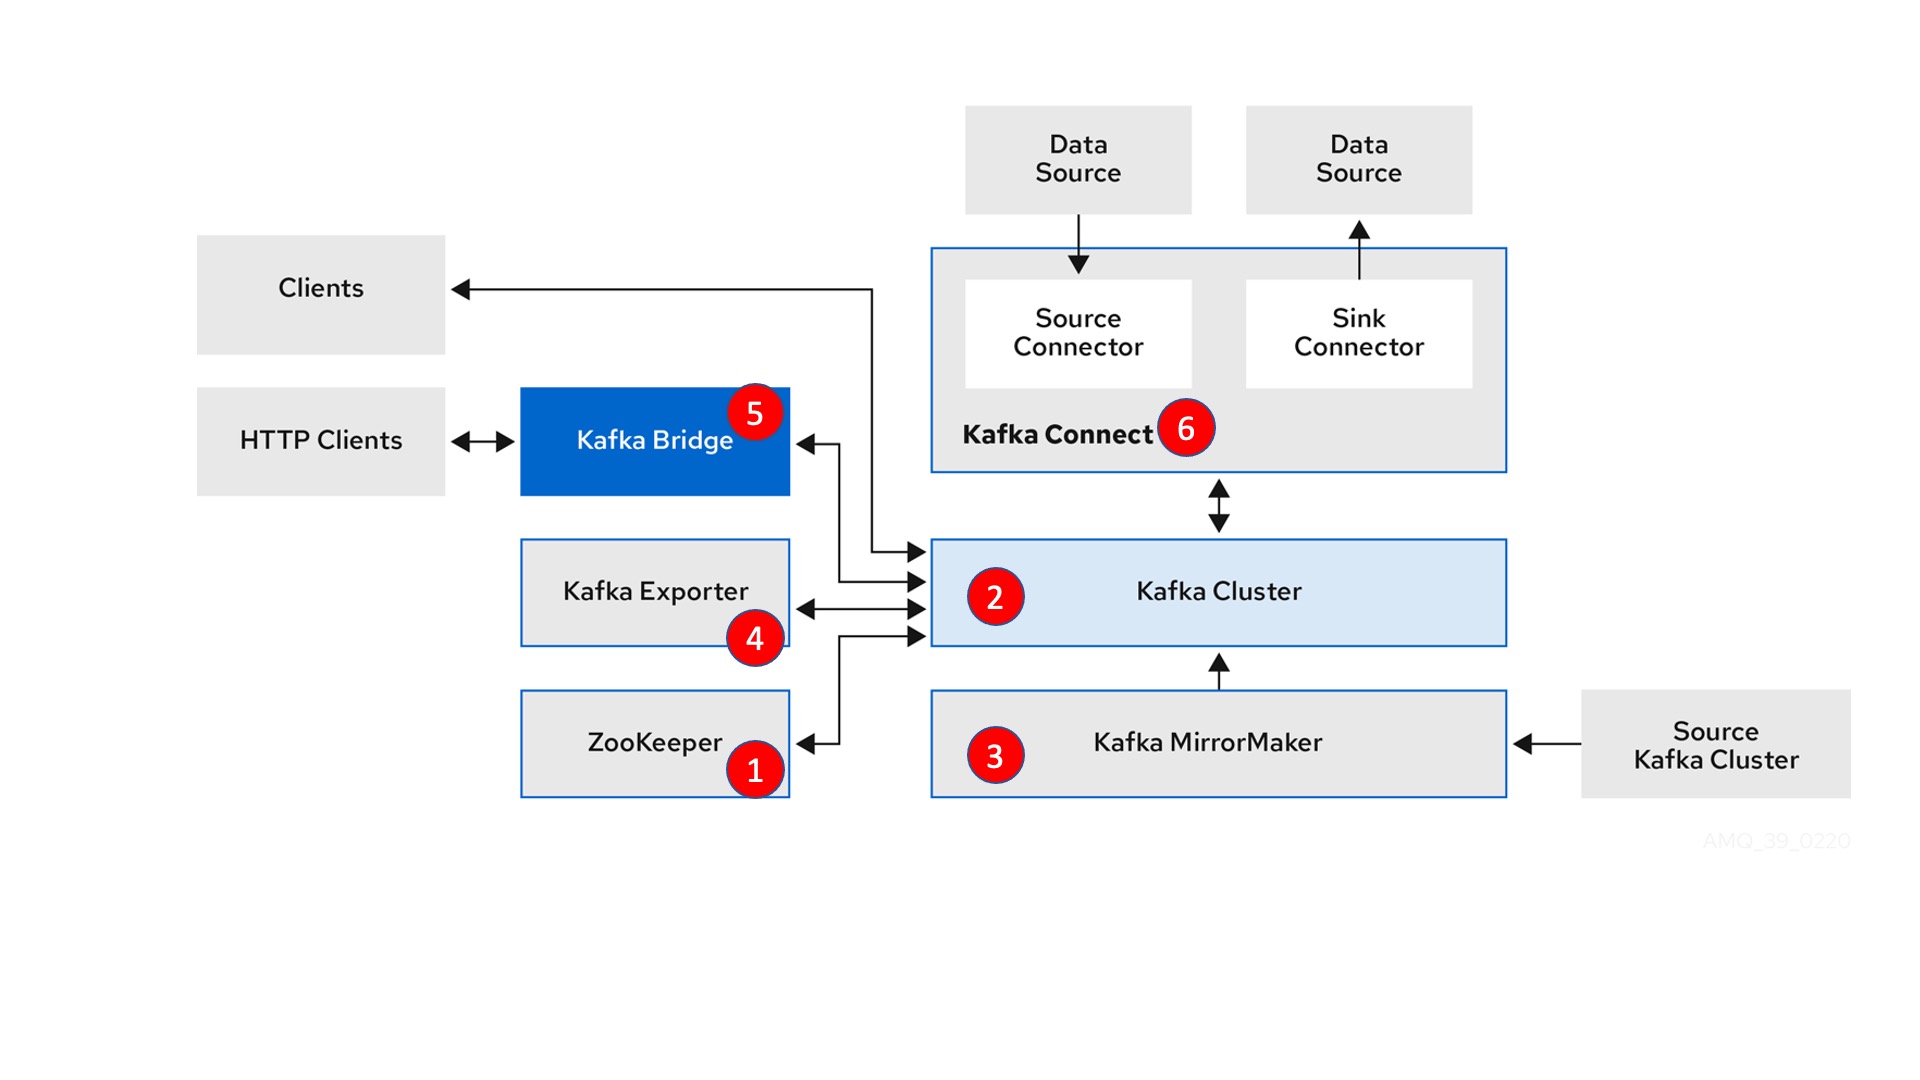 Data
Source
Data
Source
Clients
Source
Connector
Sink
Connector
HTTP Clients
Kafka Bridge
5
Kafka Connect
6
Kafka Exporter
4
2
Kafka Cluster
ZooKeeper
1
3
Kafka MirrorMaker
Source
Kafka Cluster
AMQ_39_0220